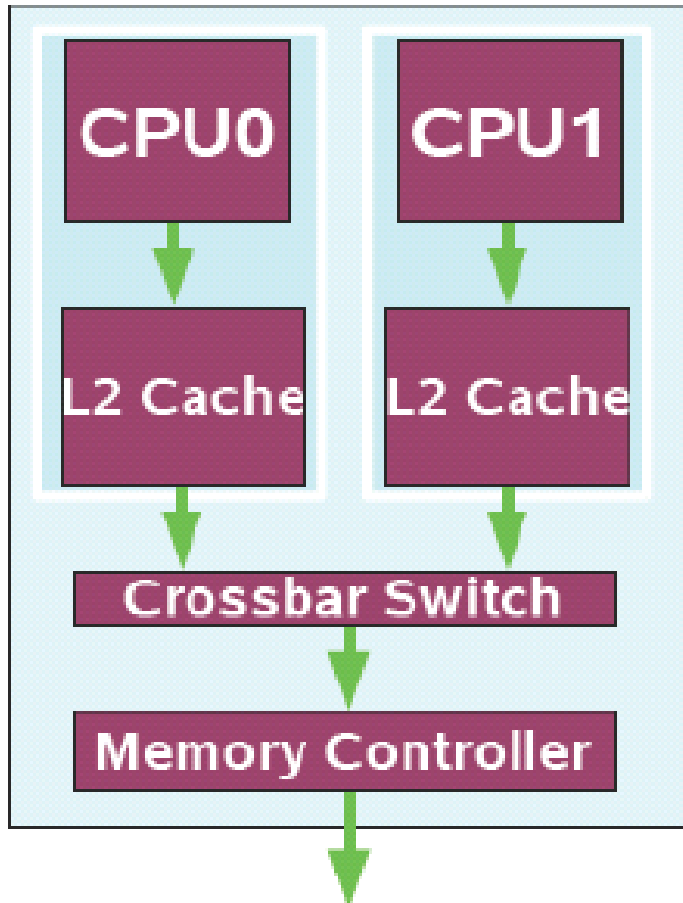 CPU0
CPU1
L2 Cache
L2 Cache
Crossbar Switch
Memory Controller